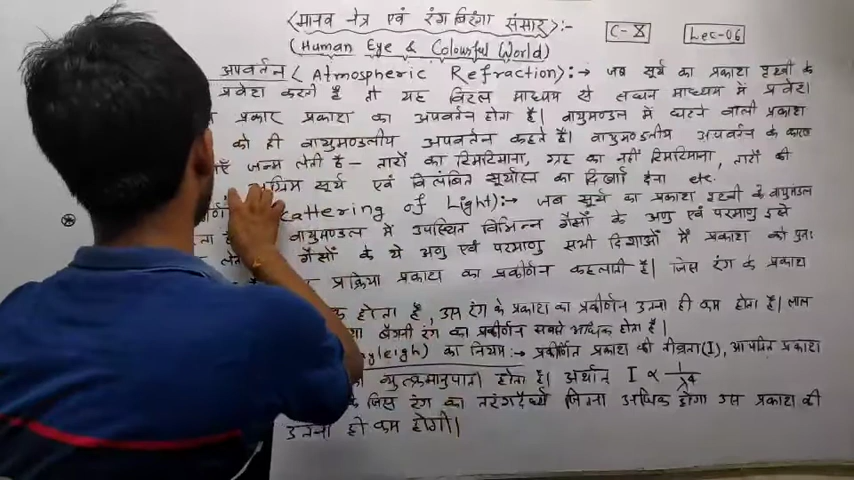 <मानव नेत्र एवं रंगबिरंगा संसार>:-
C-X
Lec-06
(Human Eye & Colourful World)
अपवर्तन (Atmospheric Refraction):→ जब सूर्य का प्रकाश पृथ्वी के
प्रवेश करती है तो यह विरल माध्यम से सघन माध्यम में प्रवेश
प्रकार प्रकाश का अपवर्तन होता है। वायुमण्डल में घटने वाली प्रकाश
को ही वायुमण्डलीय अपवर्तन कहते हैं। वायुमण्डलीय अपवर्तन के कारण
जन्म लेती है - तारों का टिमटिमाना, ग्रह का नहीं टिमटिमाना, तारों की
अग्रिम सूर्य एवं विलंबित सूर्यास्त का दिखाई देना etc.
cattering of Light):→ जब सूर्य का प्रकाश पृथ्वी के वायुमण्डल
वायुमण्डल में उपस्थित विभिन्न गैसों के अणु एवं परमाणु इसे
गैसों के ये अणु एवं परमाणु सभी दिशाओं में प्रकाश को पुनः
प्रक्रिया प्रकाश का प्रकीर्णन कहलाती है। जिस रंग के प्रकाश
होता है, उस रंग के प्रकाश का प्रकीर्णन उतना ही कम होता है। लाल
बैंगनी रंग का प्रकीर्णन सबसे अधिक होता है।
yleigh) का नियम:→ प्रकीर्णित प्रकाश की तीव्रता(I), आपतित प्रकाश
व्युत्क्रमानुपाती होता है। अर्थात् I ∝ 1/λ⁴
जिस रंग का तरंगदैर्ध्य जितना अधिक होगा उस प्रकाश की
उतना ही कम होगी।